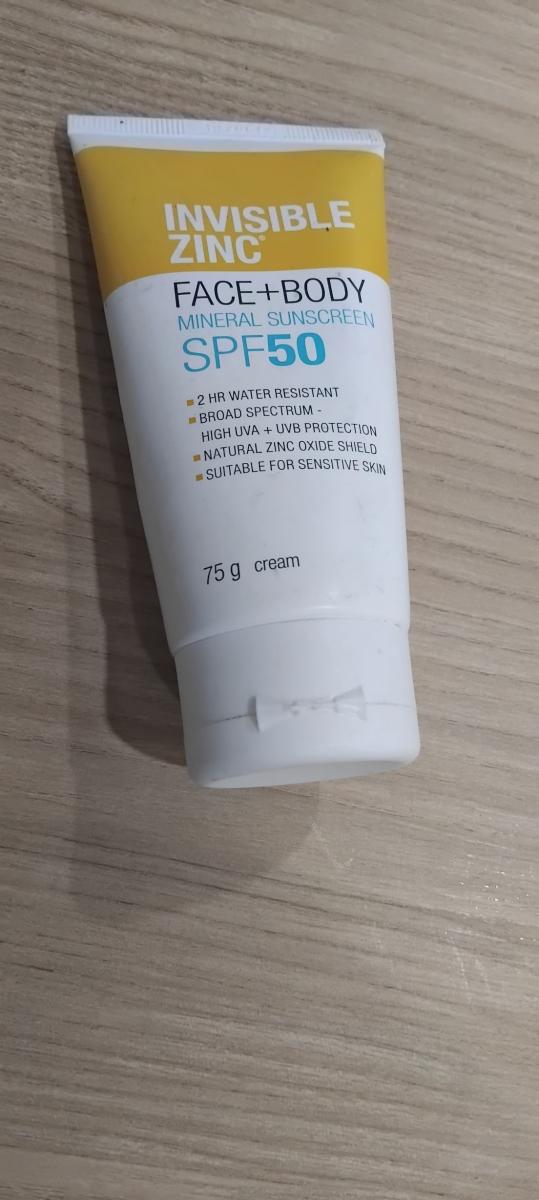 INVISIBLE
ZINC®
FACE+BODY
MINERAL SUNSCREEN
SPF50
2 HR WATER RESISTANT
BROAD SPECTRUM -
HIGH UVA + UVB PROTECTION
NATURAL ZINC OXIDE SHIELD
SUITABLE FOR SENSITIVE SKIN
75 g cream